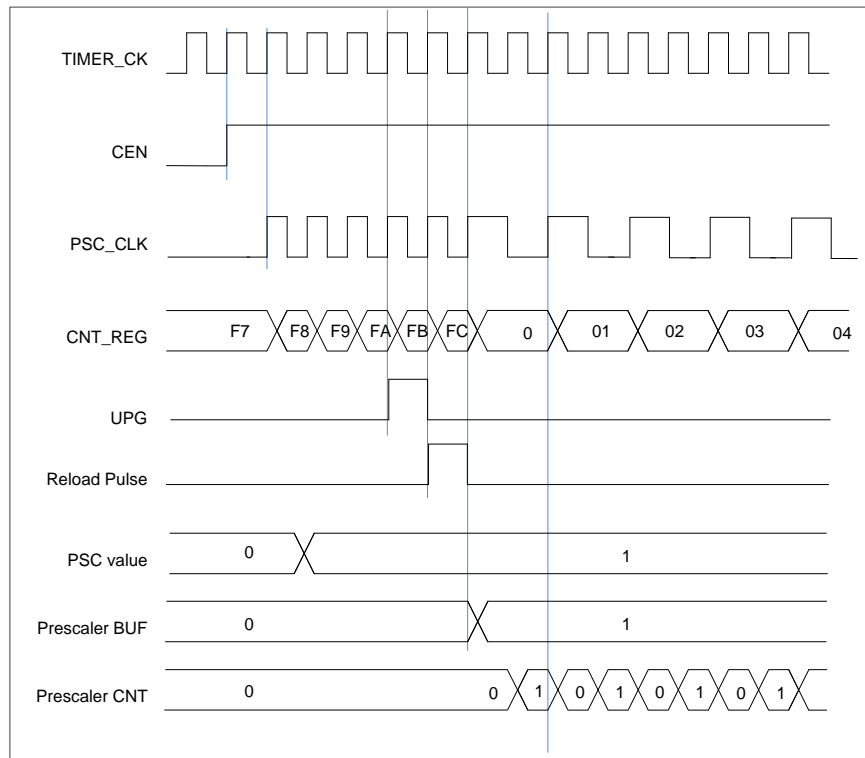 TIMER_CK
CEN
PSC_CLK
CNT_REG F7 F8 F9 FA FB FC 0 01 02 03 04
UPG
Reload Pulse
PSC value 0 1
Prescaler BUF 0 1
Prescaler CNT 0 0 1 0 1 0 1 0 1